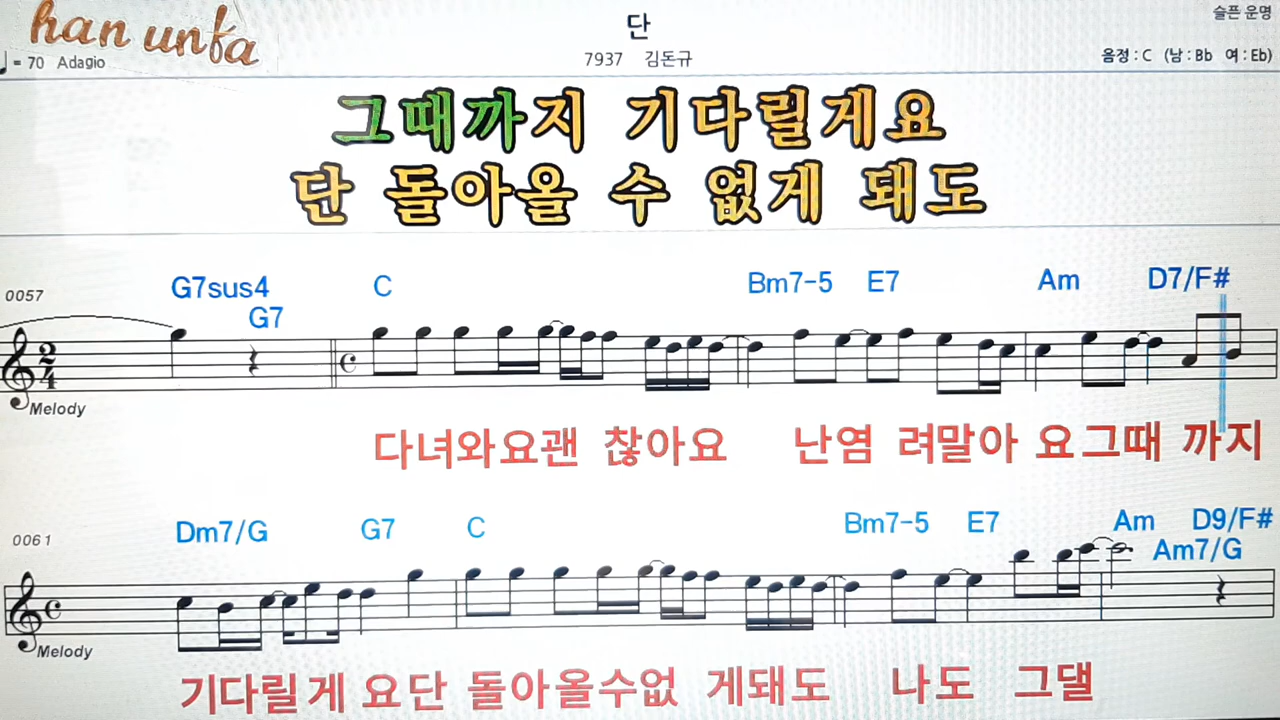 han unfa
단
슬픈 운명
♩ = 70 Adagio
7937 김돈규
음정 : C (남 : Bb 여 : Eb)
그때까지 기다릴게요
단 돌아올 수 없게 돼도
0057
G7sus4 G7 C Bm7-5 E7 Am D7/F#
2/4
Melody
다녀와요괜 찮아요 난염 려말아 요그때 까지
0061
Dm7/G G7 C Bm7-5 E7 Am Am7/G D9/F#
Melody
기다릴게 요단 돌아올수없 게돼도 나도 그댈